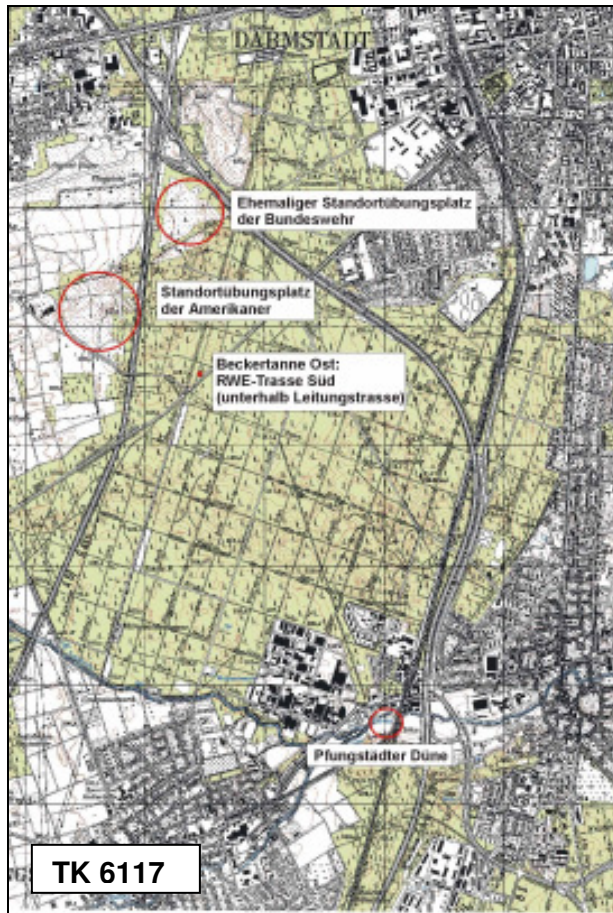 DARMSTADT
Ehemaliger Standortübungsplatz
der Bundeswehr
Standortübungsplatz
der Amerikaner
Beckertanne Ost:
RWE-Trasse Süd
(unterhalb Leitungstrasse)
Pfungstädter Düne
TK 6117